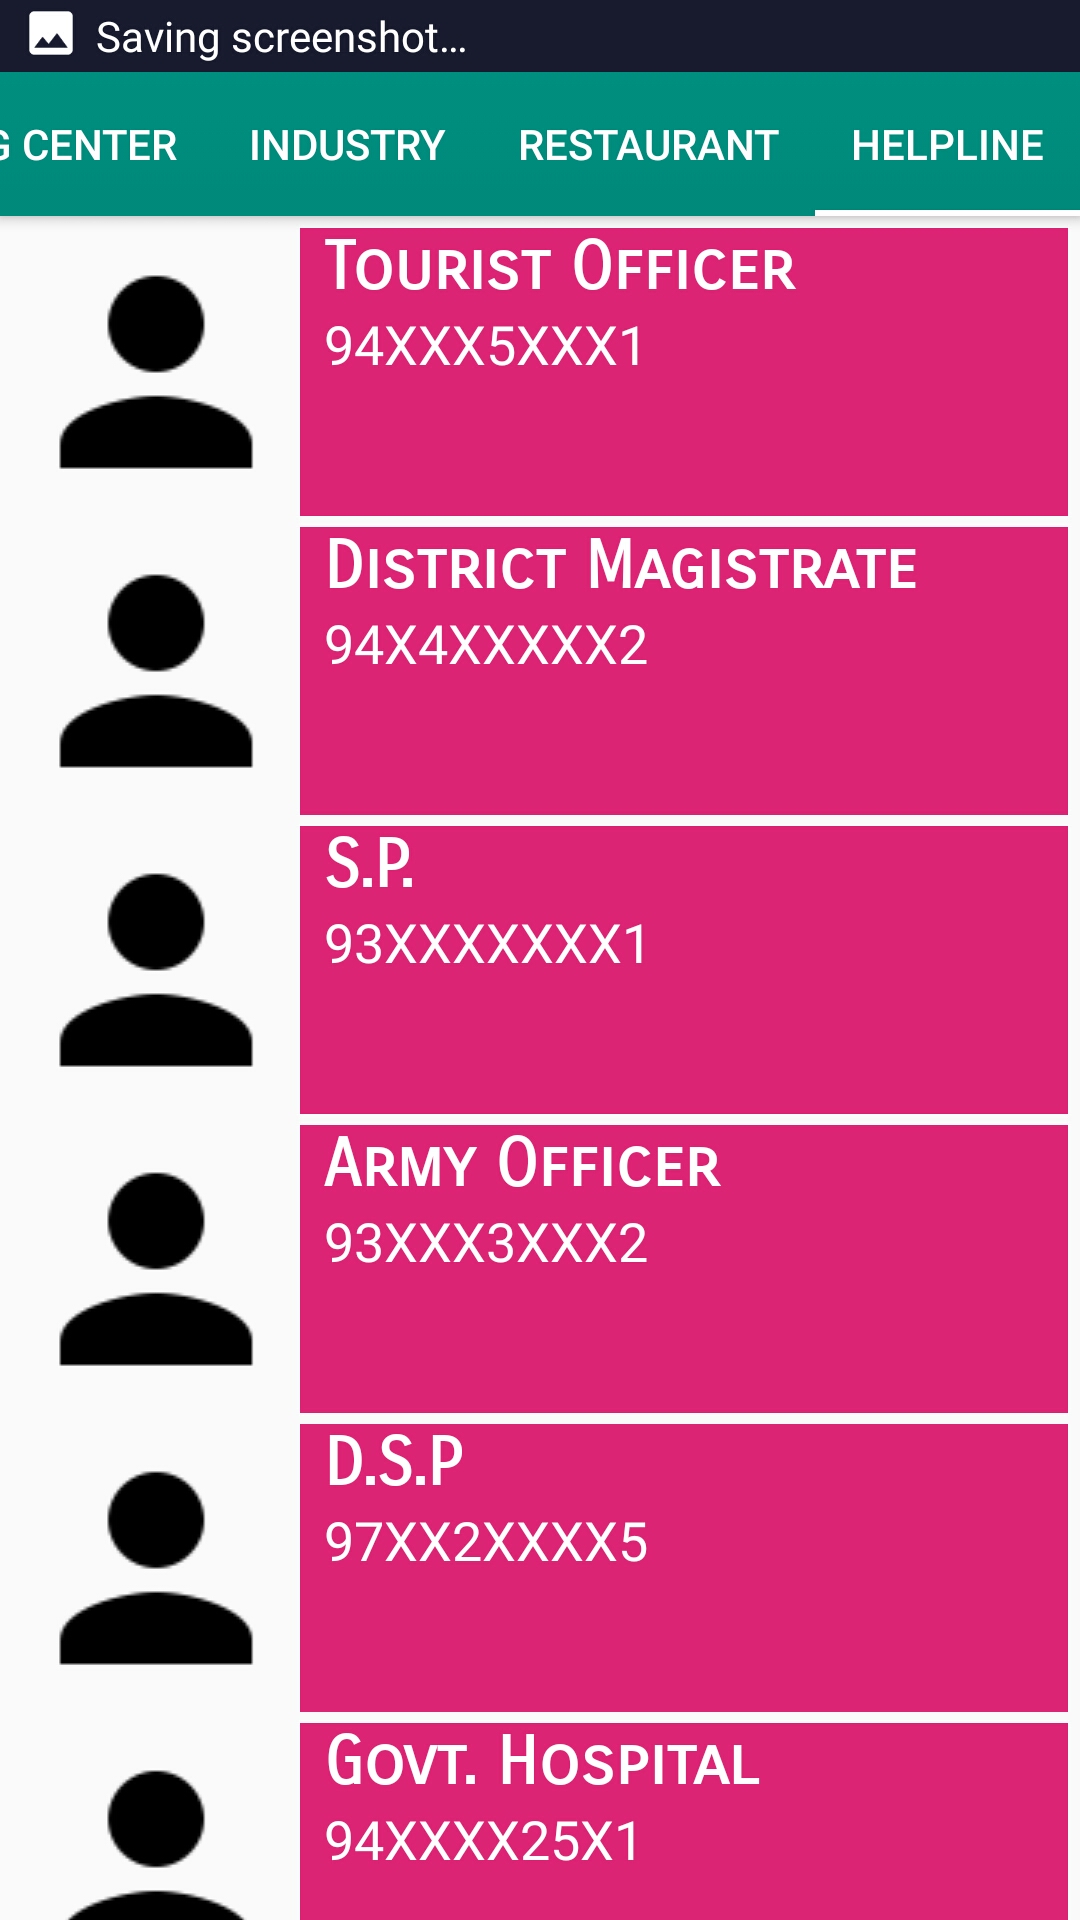 Saving screenshot...
G CENTER INDUSTRY RESTAURANT HELPLINE
Tourist Officer
94XXX5XXX1
District Magistrate
94X4XXXXX2
S.P.
93XXXXXXX1
Army Officer
93XXX3XXX2
D.S.P
97XX2XXXX5
Govt. Hospital
94XXXX25X1